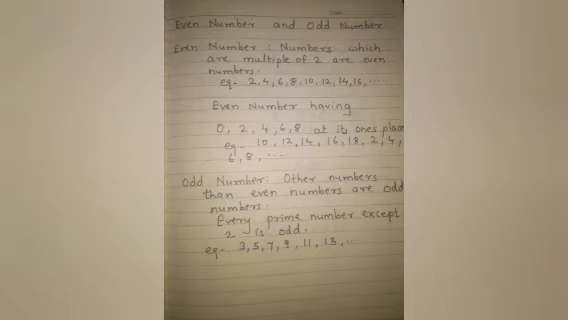 Even Number and Odd Number
Even Number : Numbers which
are multiple of 2 are even
numbers.
eg. 2, 4, 6, 8, 10, 12, 14, 16, ....
Even Number having
0, 2, 4, 6, 8 at its ones place
eg. 10, 12, 14, 16, 18, 2, 4,
6, 8, ....
Odd Number: Other numbers
than even numbers are odd
numbers.
Every prime number except
2 is odd.
eg. 3, 5, 7, 9, 11, 13, ..